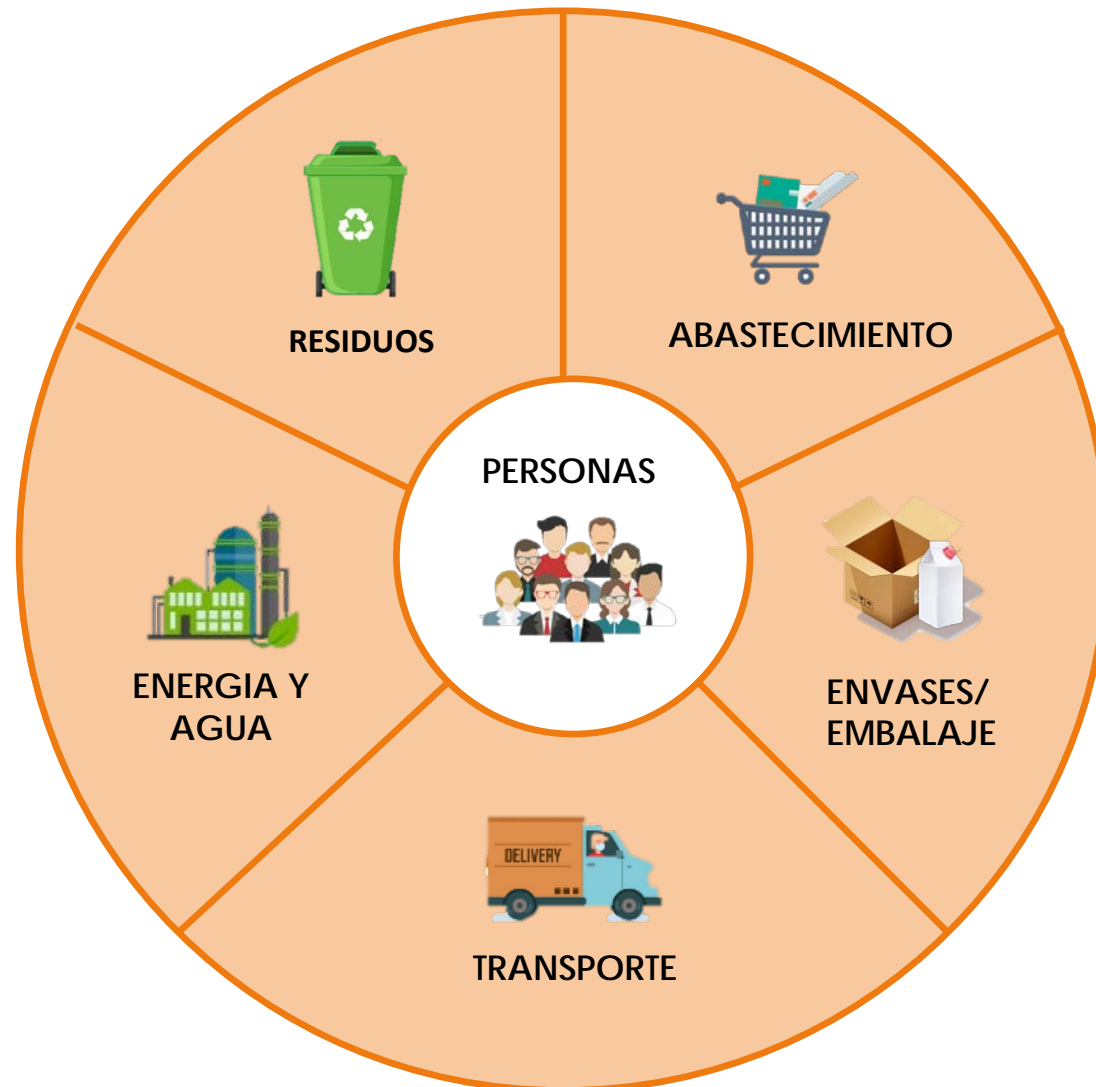 RESIDUOS
ABASTECIMIENTO
PERSONAS
ENERGIA Y
AGUA
ENVASES/
EMBALAJE
DELIVERY
TRANSPORTE